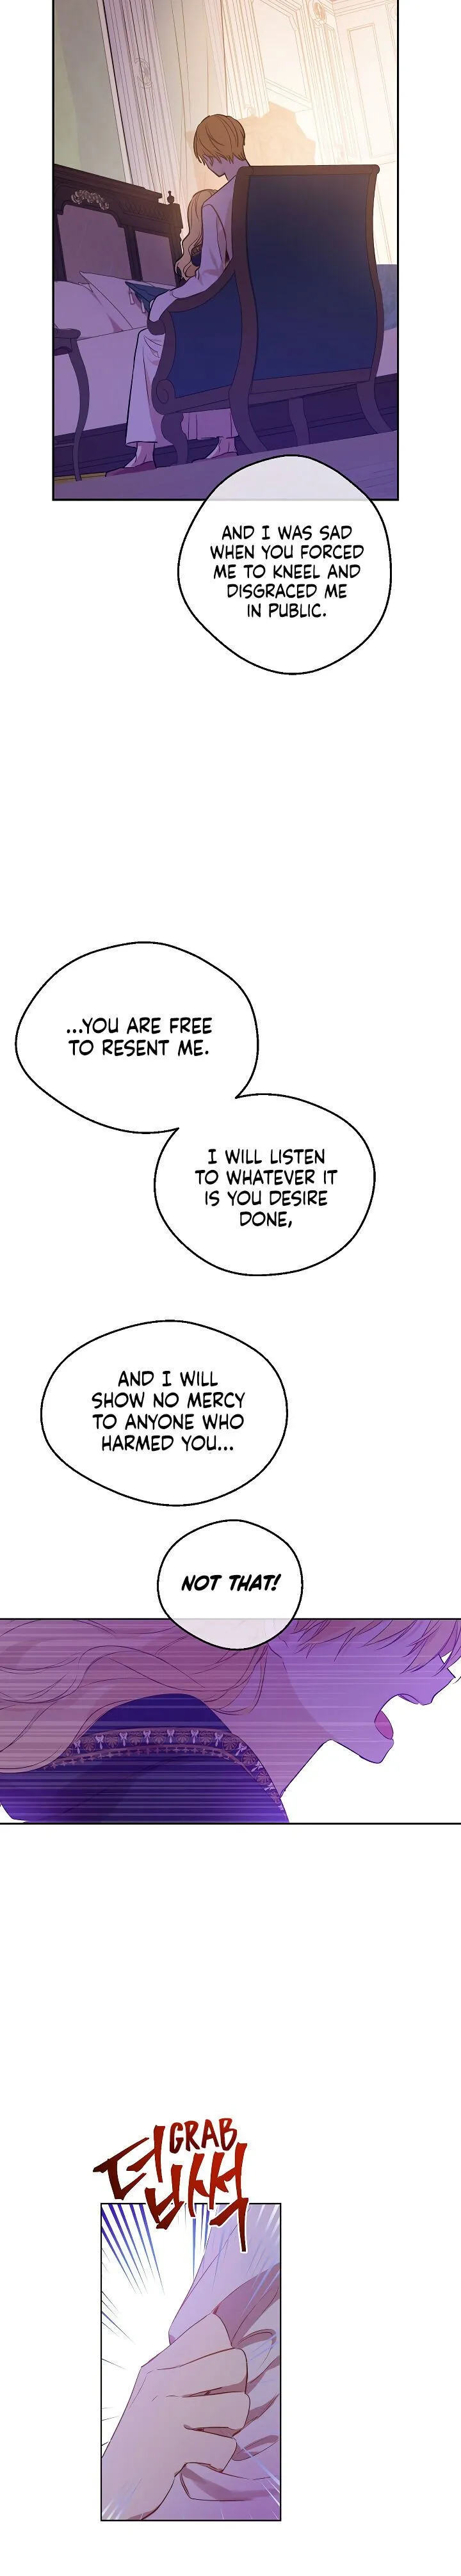 AND I WAS SAD
WHEN YOU FORCED
ME TO KNEEL AND
DISGRACED ME
IN PUBLIC.
...YOU ARE FREE
TO RESENT ME.
I WILL LISTEN
TO WHATEVER IT
IS YOU DESIRE
DONE,
AND I WILL
SHOW NO MERCY
TO ANYONE WHO
HARMED YOU...
NOT THAT!
GRAB
덥썩